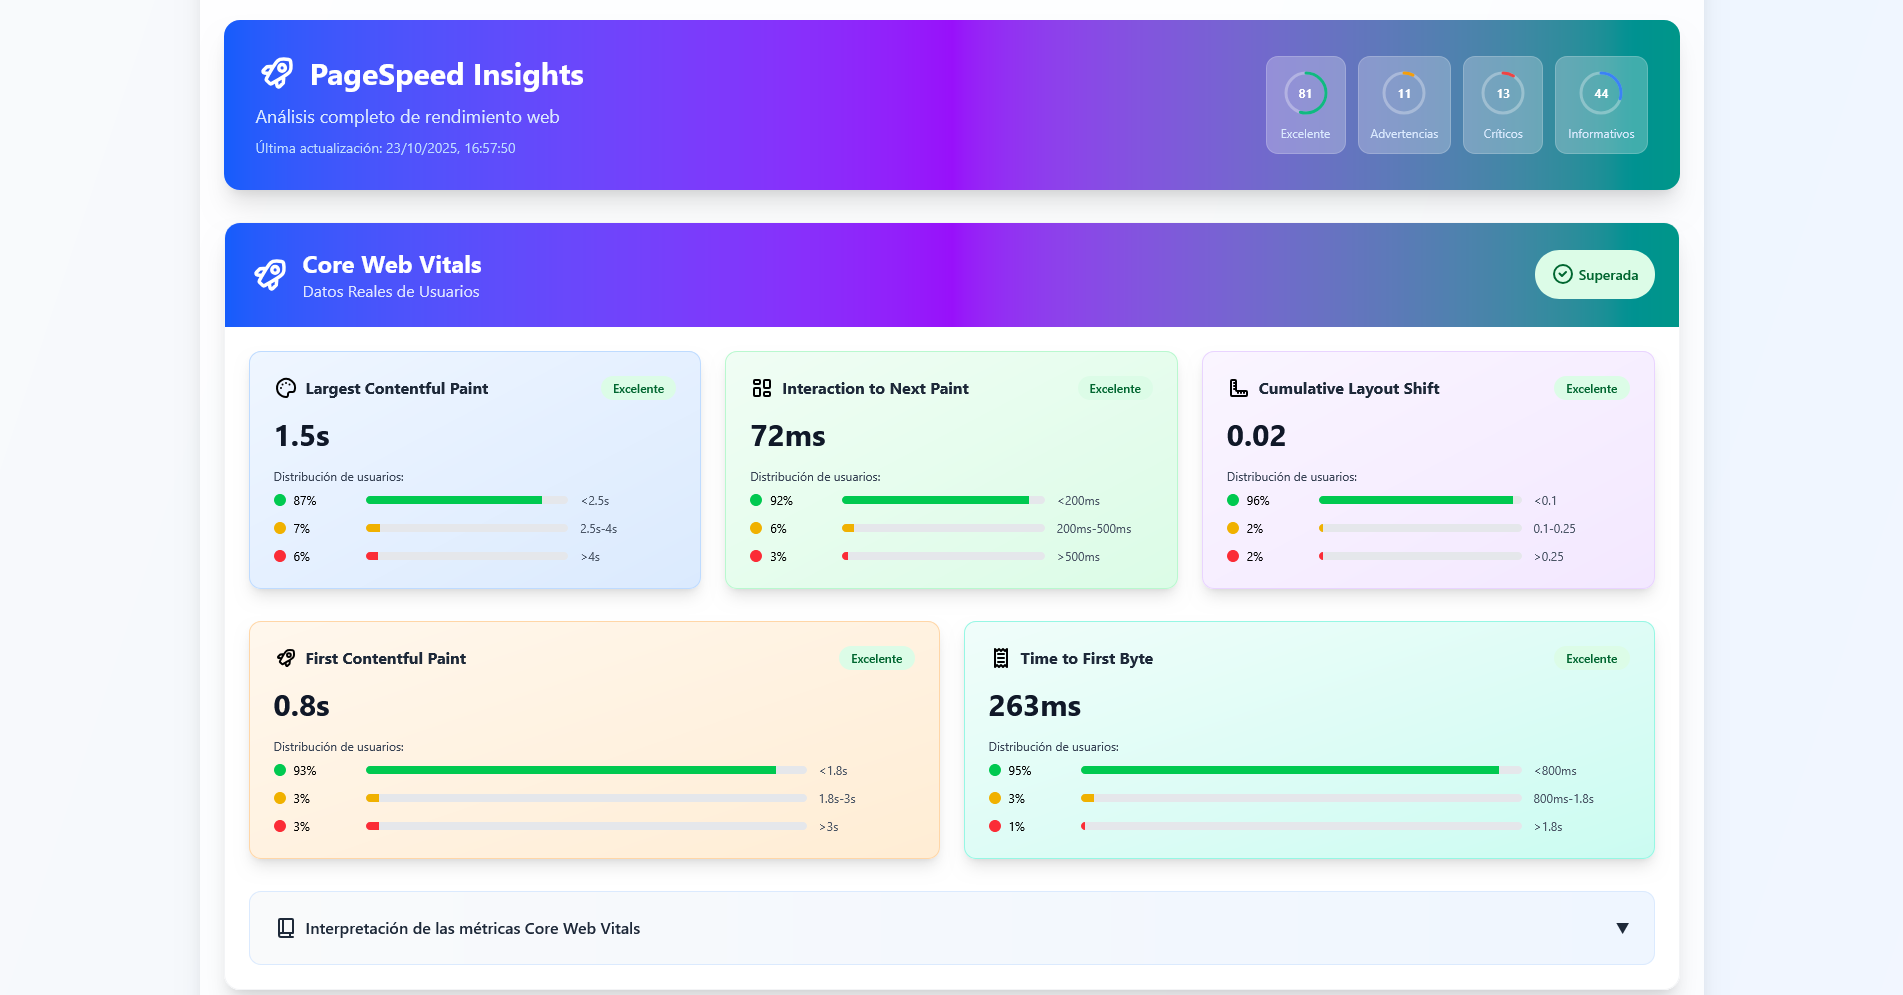 PageSpeed Insights
Análisis completo de rendimiento web
Última actualización: 23/10/2025, 16:57:50
81
Excelente
11
Advertencias
13
Críticos
44
Informativos
Core Web Vitals
Datos Reales de Usuarios
Superada
Largest Contentful Paint
Excelente
1.5s
Distribución de usuarios:
87% <2.5s
7% 2.5s-4s
6% >4s
Interaction to Next Paint
Excelente
72ms
Distribución de usuarios:
92% <200ms
6% 200ms-500ms
3% >500ms
Cumulative Layout Shift
Excelente
0.02
Distribución de usuarios:
96% <0.1
2% 0.1-0.25
2% >0.25
First Contentful Paint
Excelente
0.8s
Distribución de usuarios:
93% <1.8s
3% 1.8s-3s
3% >3s
Time to First Byte
Excelente
263ms
Distribución de usuarios:
95% <800ms
3% 800ms-1.8s
1% >1.8s
Interpretación de las métricas Core Web Vitals